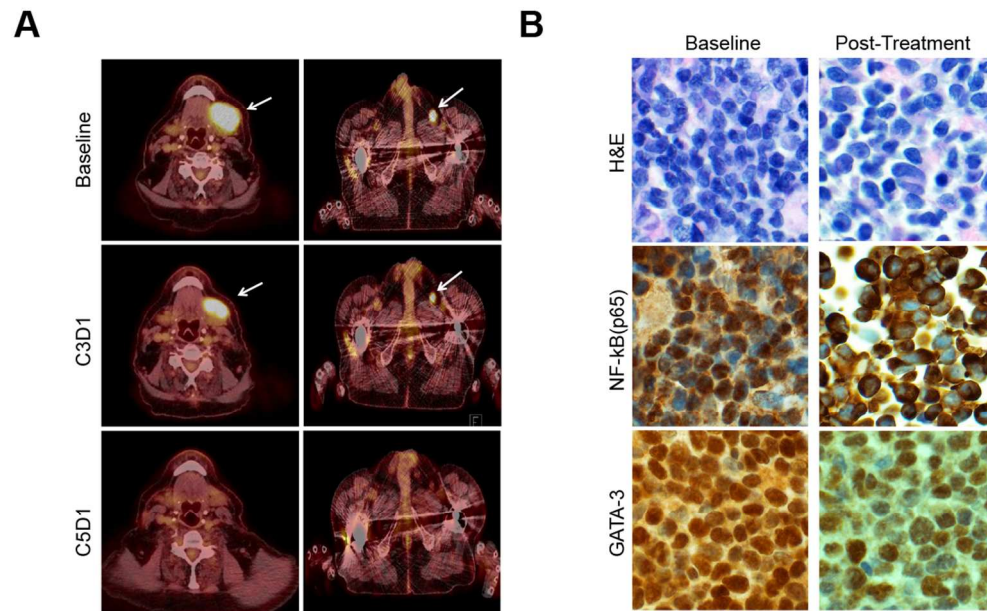 A
B
Baseline
Post-Treatment
Baseline
C3D1
C5D1
H&E
NF-kB(p65)
GATA-3